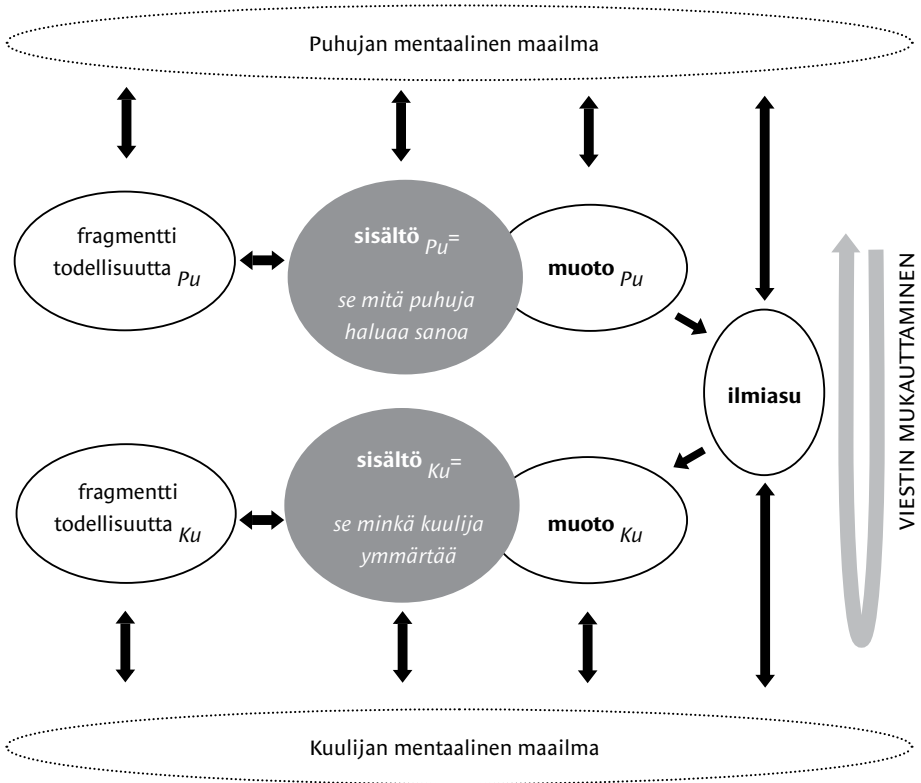 Puhujan mentaalinen maailma
fragmentti
todellisuutta Pu
sisältö Pu=
se mitä puhuja
haluaa sanoa
muoto Pu
ilmiasu
VIESTIN MUKAUTTAMINEN
fragmentti
todellisuutta Ku
sisältö Ku=
se minkä kuulija
ymmärtää
muoto Ku
Kuulijan mentaalinen maailma